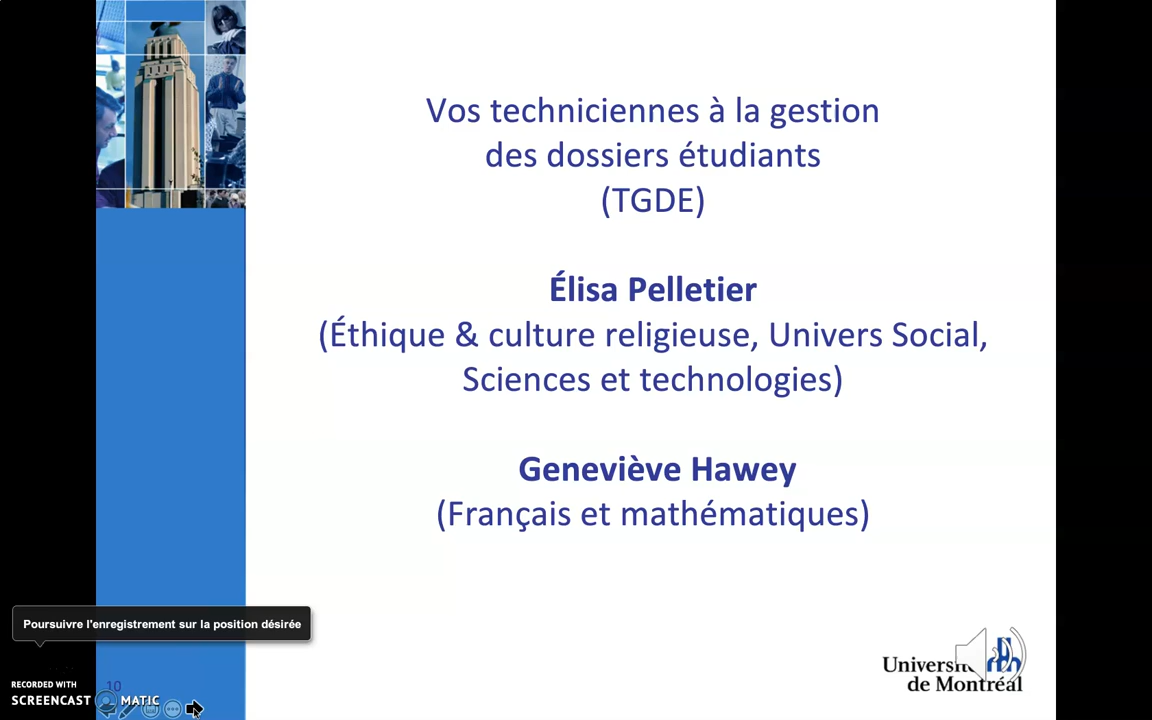 Vos techniciennes à la gestion
des dossiers étudiants
(TGDE)
Élisa Pelletier
(Éthique & culture religieuse, Univers Social,
Sciences et technologies)
Geneviève Hawey
(Français et mathématiques)
Poursuivre l'enregistrement sur la position désirée
RECORDED WITH
SCREENCAST MATIC
10
Université
de Montréal